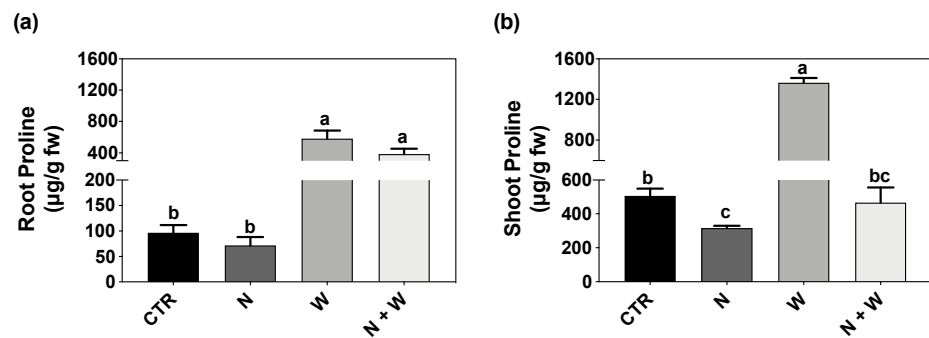 (a)
Root Proline
(µg/g fw)
1600
1200
800
400
200
150
100
50
0
b
b
a
a
CTR
N
W
N + W
(b)
Shoot Proline
(µg/g fw)
1600
1400
1200
600
400
200
0
b
c
a
bc
CTR
N
W
N + W